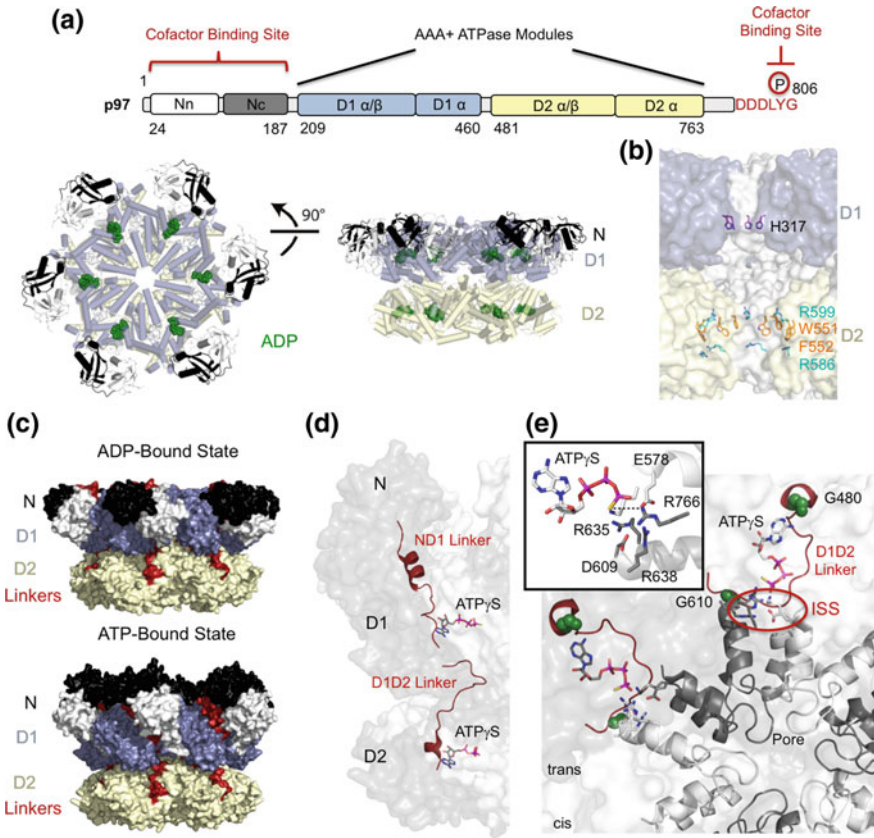 (a)
Cofactor Binding Site
AAA+ ATPase Modules
Cofactor Binding Site
1
P 806
p97 Nn Nc D1 α/β D1 α D2 α/β D2 α DDDLYG
24 187 209 460 481 763
90°
N
D1
D2
ADP
(b)
D1
H317
R599
W551
D2
F552
R586
(c)
ADP-Bound State
N
D1
D2
Linkers
ATP-Bound State
N
D1
D2
Linkers
(d)
N
ND1 Linker
ATPγS
D1
D1D2 Linker
ATPγS
D2
(e)
ATPγS
E578
R766
R635
D609
R638
G480
ATPγS
D1D2 Linker
G610
ISS
Pore
trans
cis